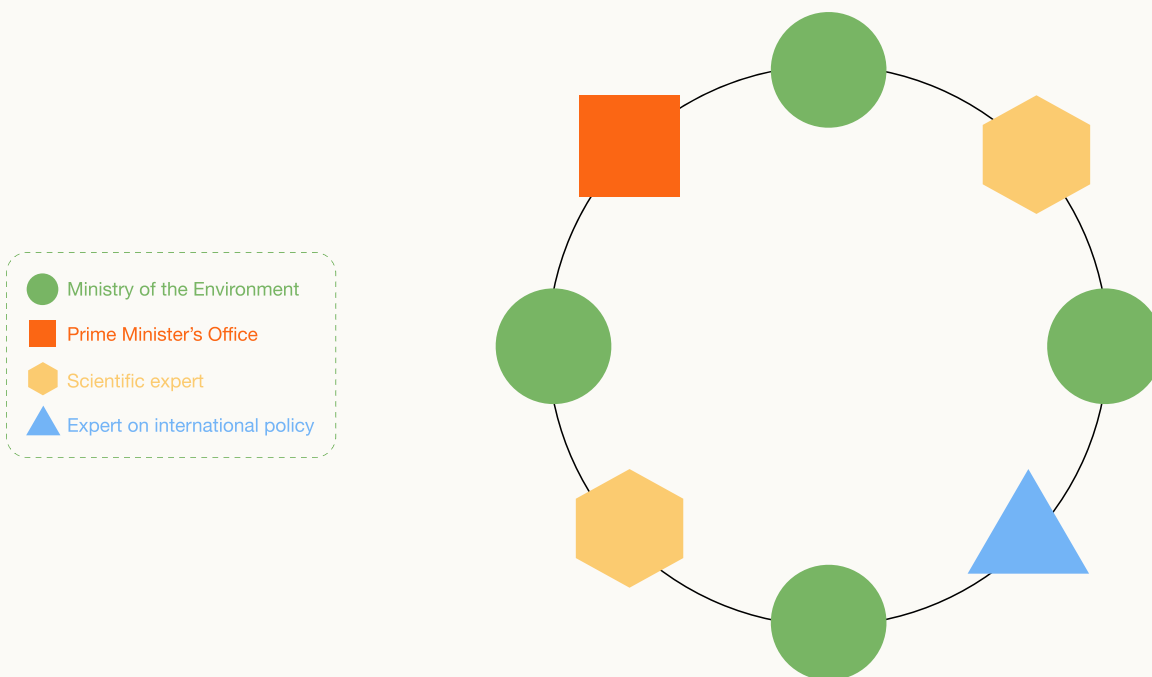 Ministry of the Environment
Prime Minister’s Office
Scientific expert
Expert on international policy